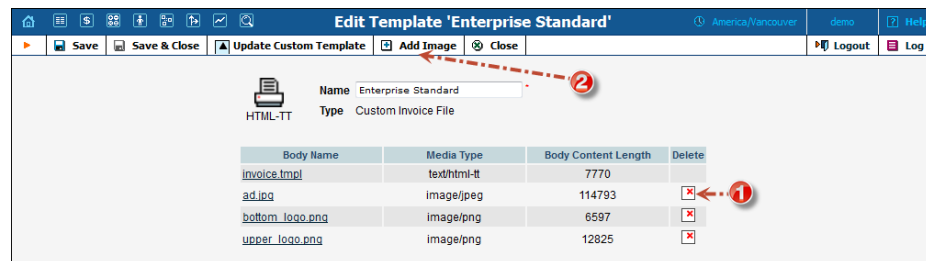 Edit Template 'Enterprise Standard' America/Vancouver demo ? Help
Save Save & Close Update Custom Template Add Image Close Logout Log
2
HTML-TT
Name Enterprise Standard *
Type Custom Invoice File
Body Name Media Type Body Content Length Delete
invoice.tmpl text/html-tt 7770
ad.jpg image/jpeg 114793 1
bottom_logo.png image/png 6597
upper_logo.png image/png 12825